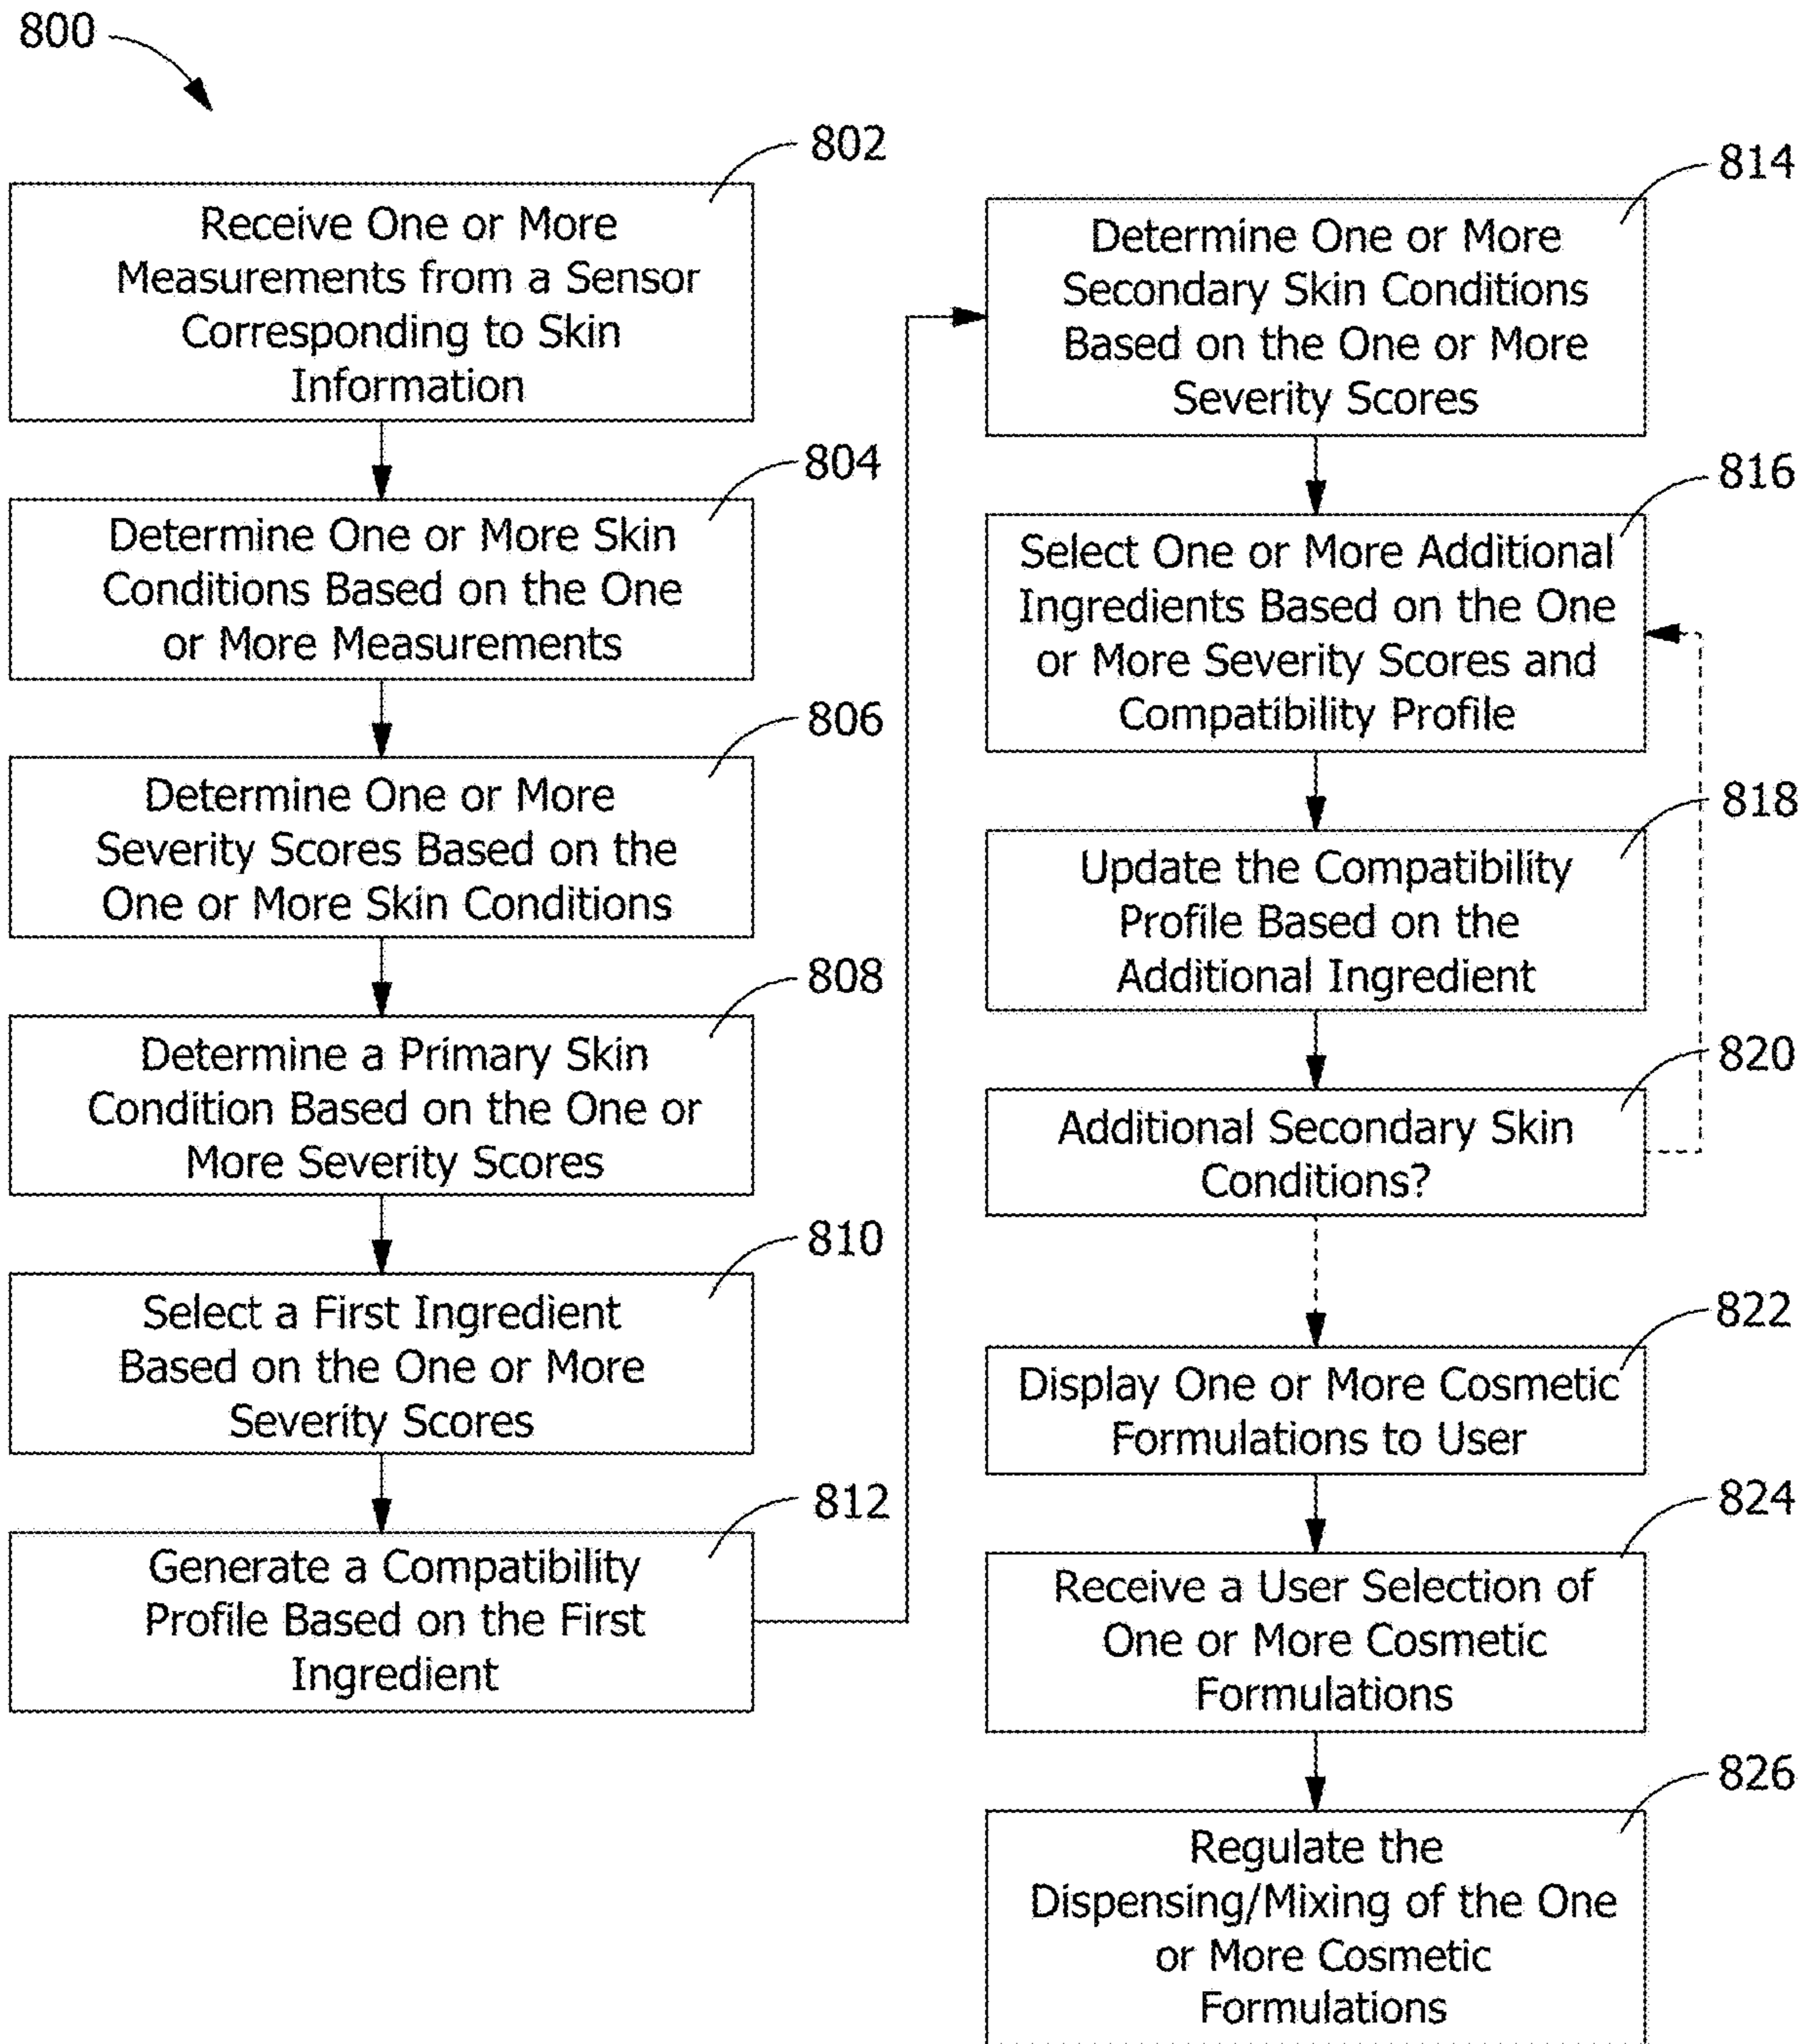 800
802
Receive One or More
Measurements from a Sensor
Corresponding to Skin
Information
804
Determine One or More Skin
Conditions Based on the One
or More Measurements
806
Determine One or More
Severity Scores Based on the
One or More Skin Conditions
808
Determine a Primary Skin
Condition Based on the One or
More Severity Scores
810
Select a First Ingredient
Based on the One or More
Severity Scores
812
Generate a Compatibility
Profile Based on the First
Ingredient
814
Determine One or More
Secondary Skin Conditions
Based on the One or More
Severity Scores
816
Select One or More Additional
Ingredients Based on the One
or More Severity Scores and
Compatibility Profile
818
Update the Compatibility
Profile Based on the
Additional Ingredient
820
Additional Secondary Skin
Conditions?
822
Display One or More Cosmetic
Formulations to User
824
Receive a User Selection of
One or More Cosmetic
Formulations
826
Regulate the
Dispensing/Mixing of the One
or More Cosmetic
Formulations